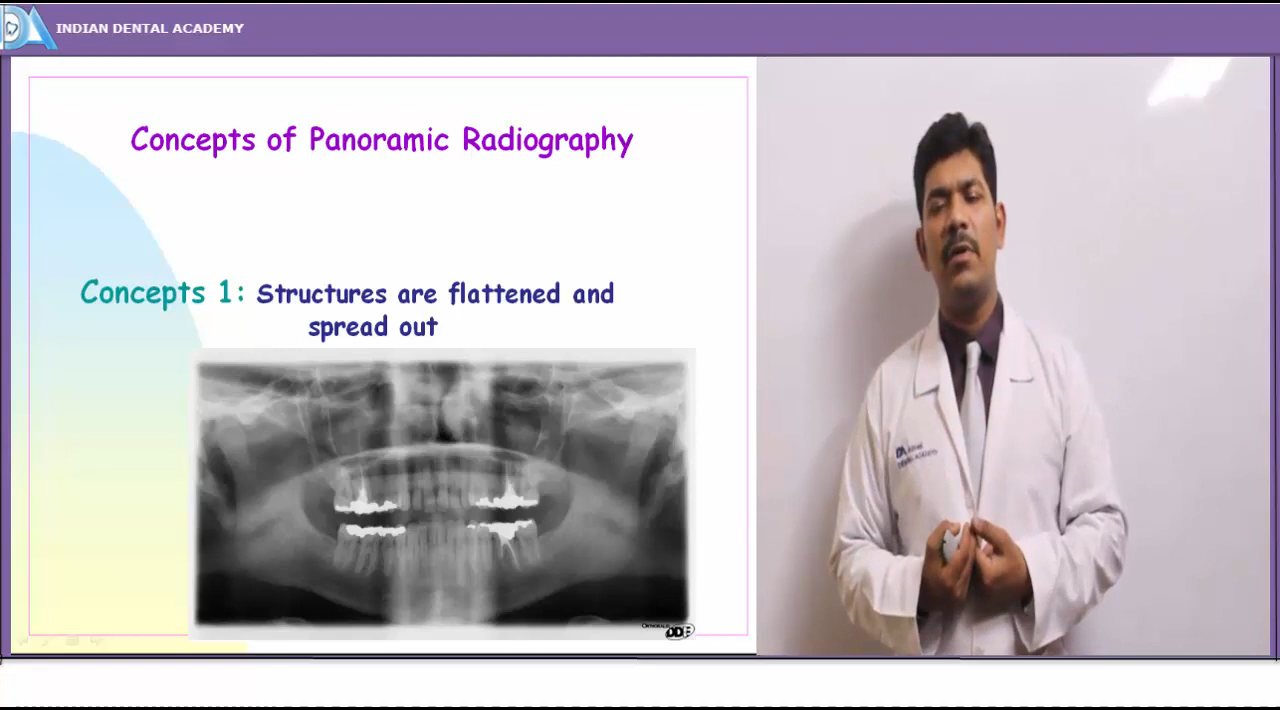 INDIAN DENTAL ACADEMY
Concepts of Panoramic Radiography
Concepts 1: Structures are flattened and
spread out